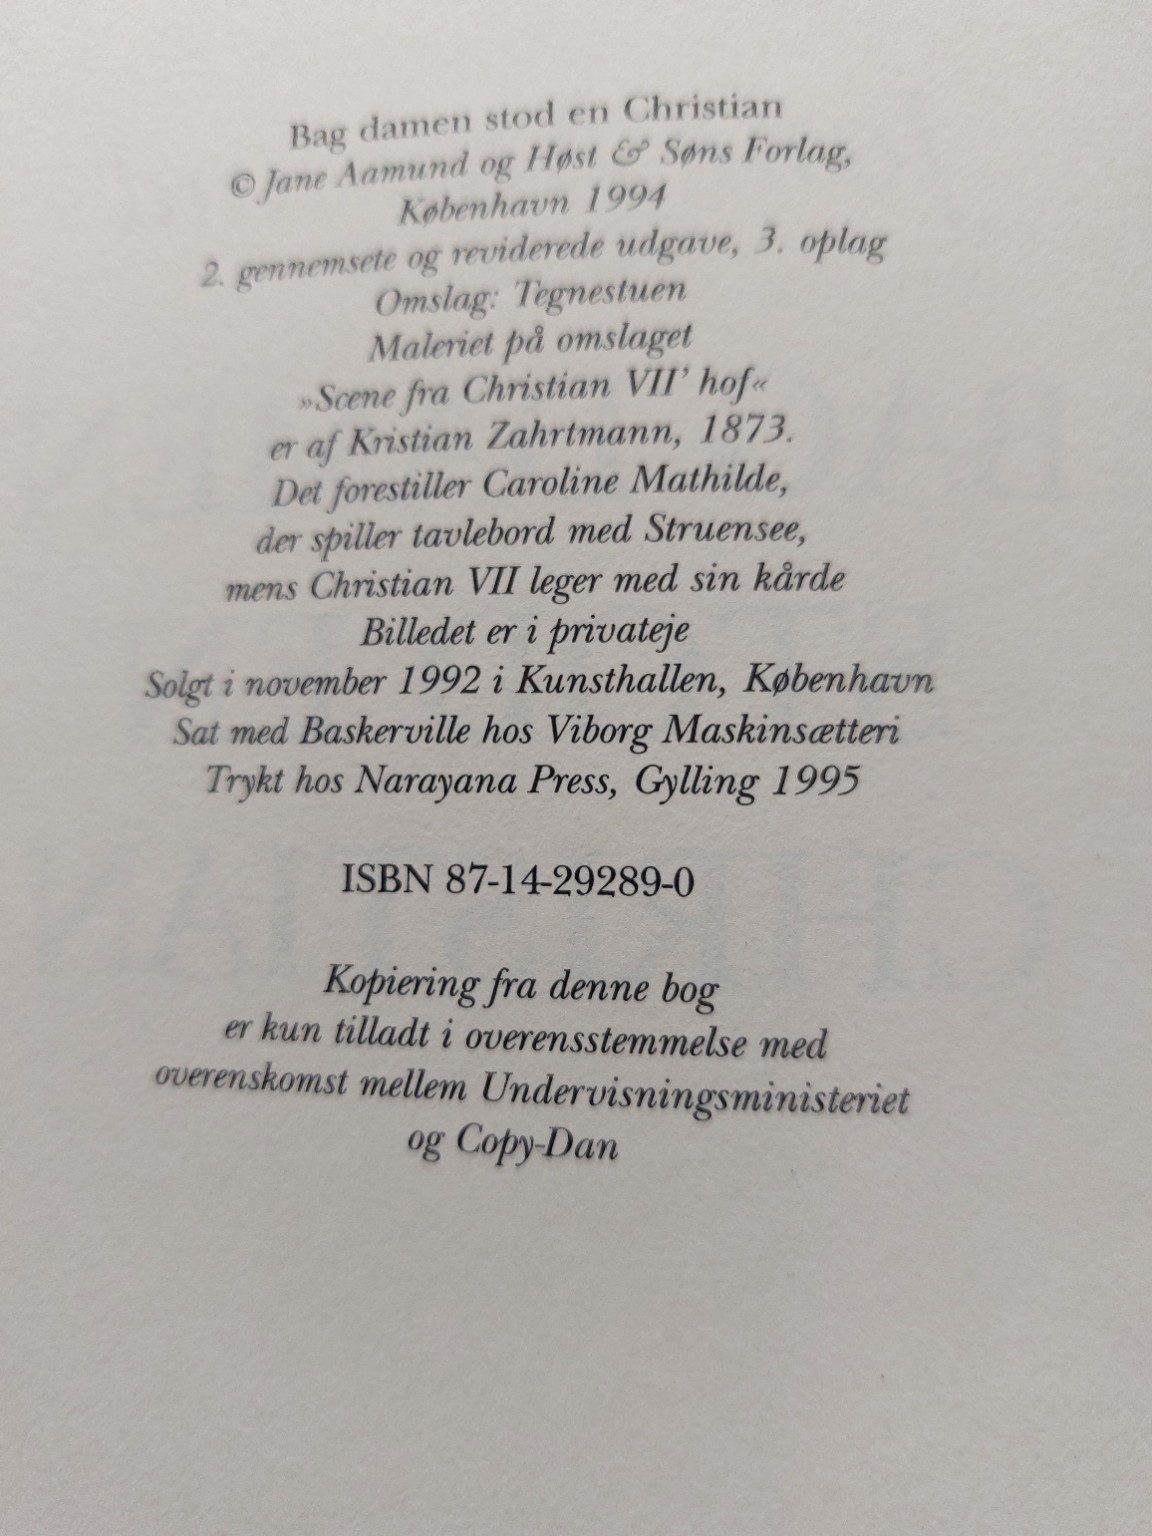 Bag damen stod en Christian
© Jane Aamund og Høst & Søns Forlag,
København 1994
2. gennemsete og reviderede udgave, 3. oplag
Omslag: Tegnestuen
Maleriet på omslaget
»Scene fra Christian VII' hof«
er af Kristian Zahrtmann, 1873.
Det forestiller Caroline Mathilde,
der spiller tavlebord med Struensee,
mens Christian VII leger med sin kårde
Billedet er i privateje
Solgt i november 1992 i Kunsthallen, København
Sat med Baskerville hos Viborg Maskinsætteri
Trykt hos Narayana Press, Gylling 1995
ISBN 87-14-29289-0
Kopiering fra denne bog
er kun tilladt i overensstemmelse med
overenskomst mellem Undervisningsministeriet
og Copy-Dan